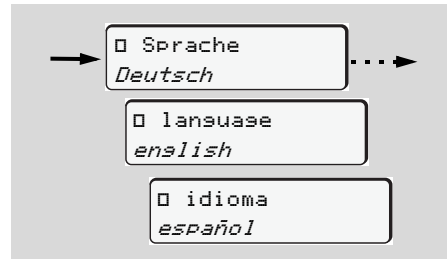 □ Sprache
Deutsch
□ language
english
□ idioma
español